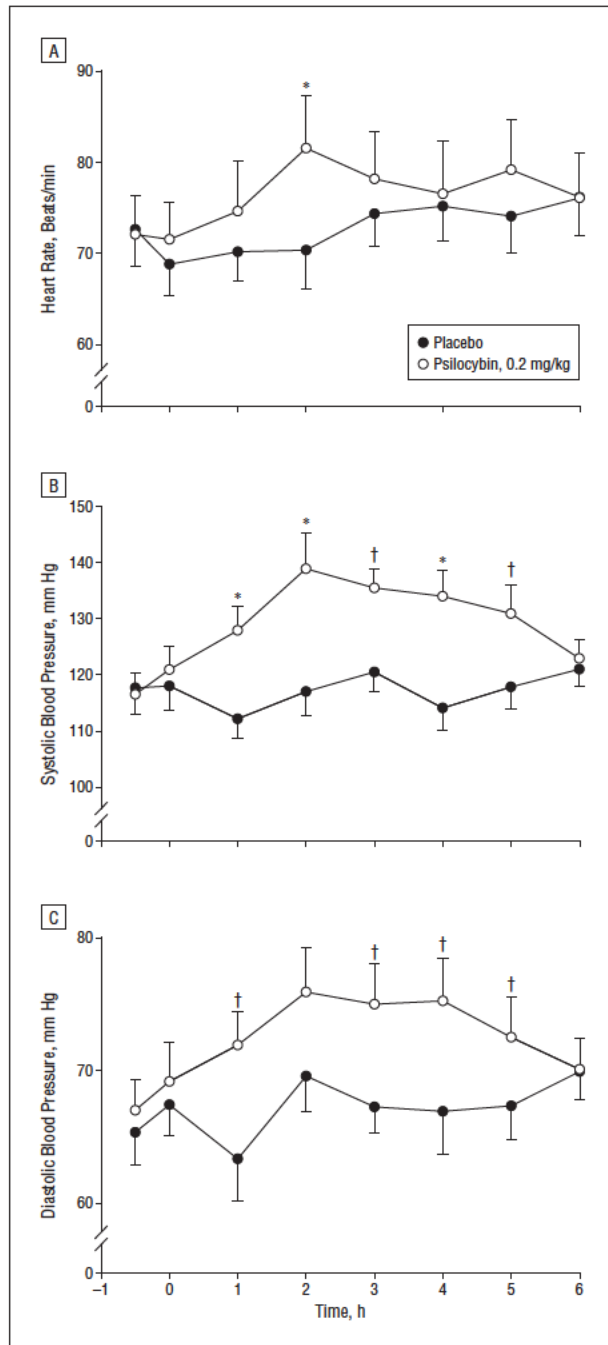 A
90
*
80
70
60
0
Heart Rate, Beats/min
Placebo
Psilocybin, 0.2 mg/kg
B
150
*
140
†
*
*
†
130
120
110
100
0
Systolic Blood Pressure, mm Hg
C
80
†
†
†
†
70
60
0
Diastolic Blood Pressure, mm Hg
–1 0 1 2 3 4 5 6
Time, h